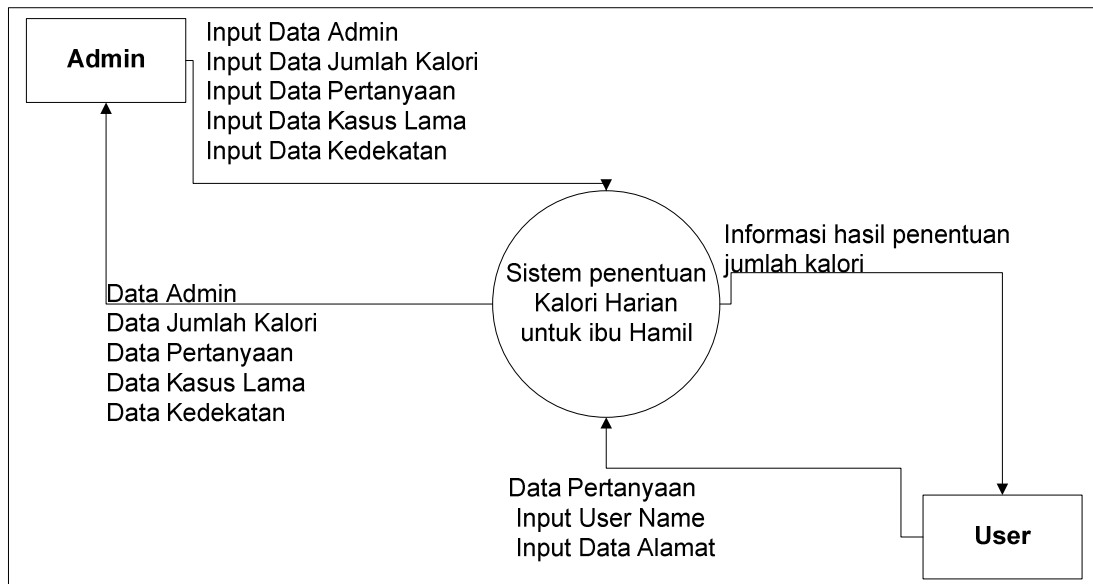 Admin
Input Data Admin
Input Data Jumlah Kalori
Input Data Pertanyaan
Input Data Kasus Lama
Input Data Kedekatan
Informasi hasil penentuan
jumlah kalori
Sistem penentuan
Kalori Harian
untuk ibu Hamil
Data Admin
Data Jumlah Kalori
Data Pertanyaan
Data Kasus Lama
Data Kedekatan
Data Pertanyaan
Input User Name
Input Data Alamat
User